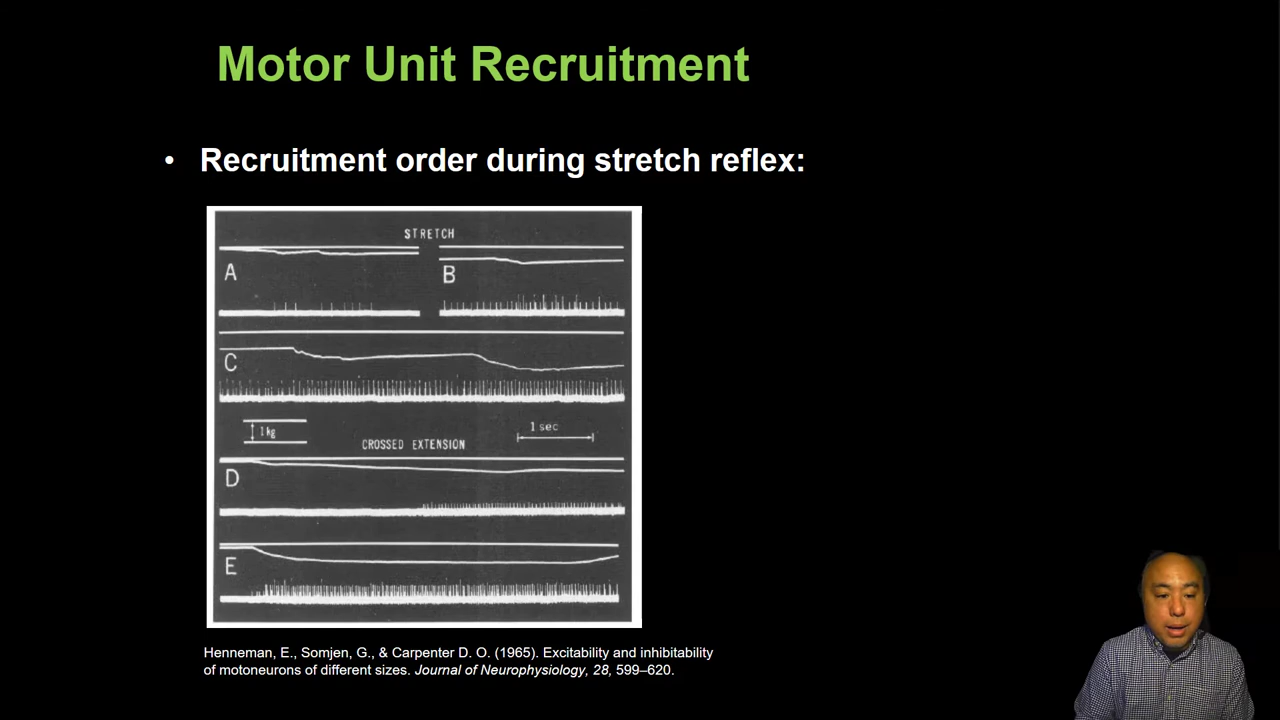 Motor Unit Recruitment
• Recruitment order during stretch reflex:
STRETCH
A
B
C
1 kg
1 sec
CROSSED EXTENSION
D
E
Henneman, E., Somjen, G., & Carpenter D. O. (1965). Excitability and inhibitability
of motoneurons of different sizes. Journal of Neurophysiology, 28, 599–620.